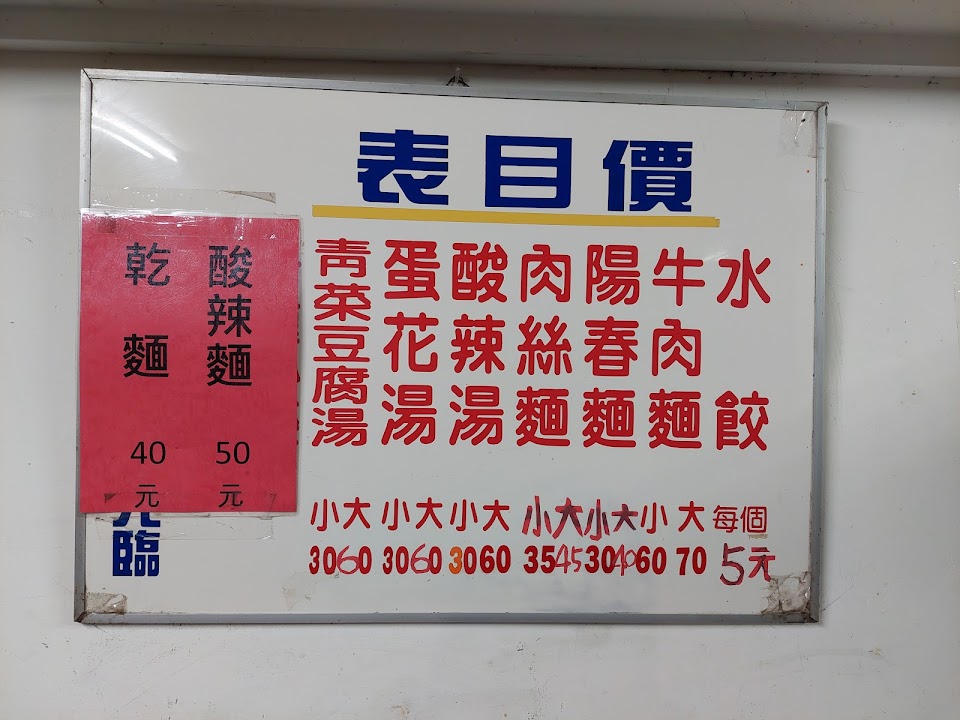 價目表
水餃
每個
5元
牛肉麵
小 大
60 70
陽春麵
小大
30 40
肉絲麵
小大
35 45
酸辣湯
小大
30 60
蛋花湯
小大
30 60
青菜豆腐湯
小大
30 60
酸辣麵
50
元
乾麵
40
元
臨